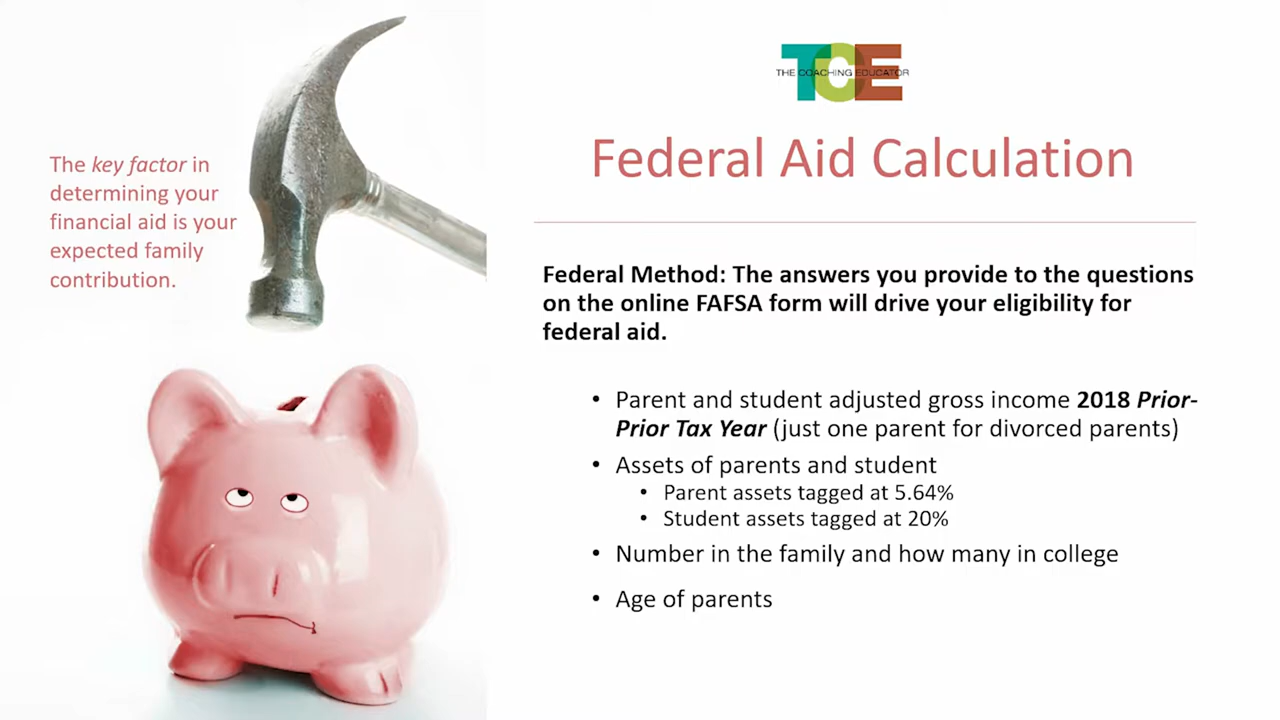 The key factor in
determining your
financial aid is your
expected family
contribution.
TCE
THE COACHING EDUCATOR
Federal Aid Calculation
Federal Method: The answers you provide to the questions
on the online FAFSA form will drive your eligibility for
federal aid.
• Parent and student adjusted gross income 2018 Prior-
Prior Tax Year (just one parent for divorced parents)
• Assets of parents and student
• Parent assets tagged at 5.64%
• Student assets tagged at 20%
• Number in the family and how many in college
• Age of parents